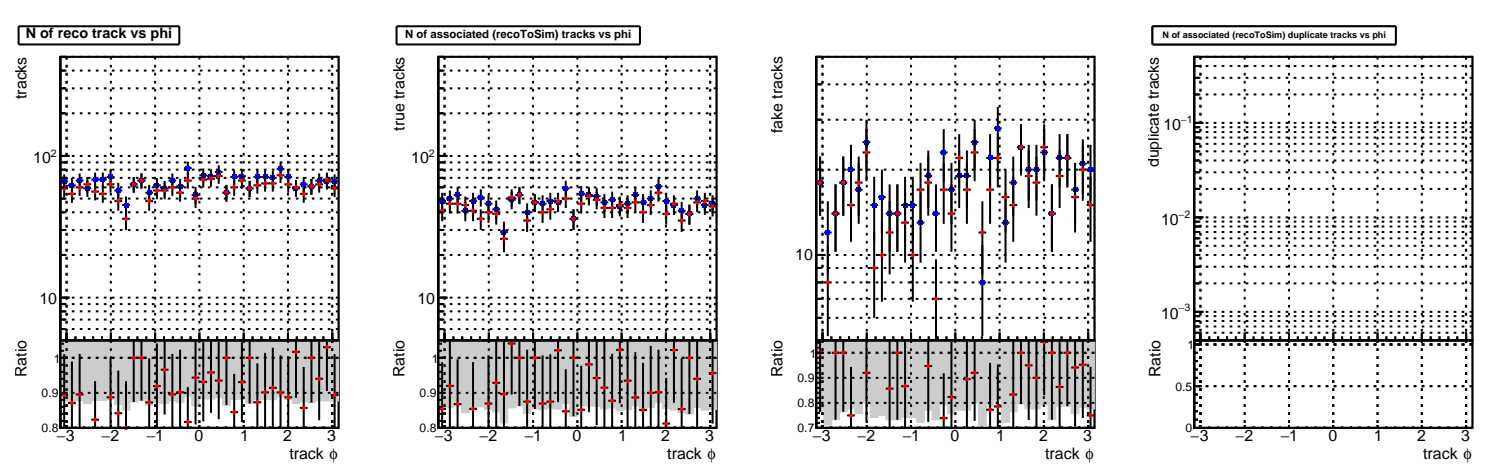 N of reco track vs phi
tracks
10²
10
Ratio
1
0.9
0.8
−3 −2 −1 0 1 2 3
track ϕ
N of associated (recoToSim) tracks vs phi
true tracks
10²
10
Ratio
1
0.9
0.8
−3 −2 −1 0 1 2 3
track ϕ
fake tracks
10
Ratio
1
0.9
0.8
0.7
−3 −2 −1 0 1 2 3
track ϕ
N of associated (recoToSim) duplicate tracks vs phi
duplicate tracks
10⁻¹
10⁻²
10⁻³
Ratio
1
0.5
0
−3 −2 −1 0 1 2 3
track ϕ